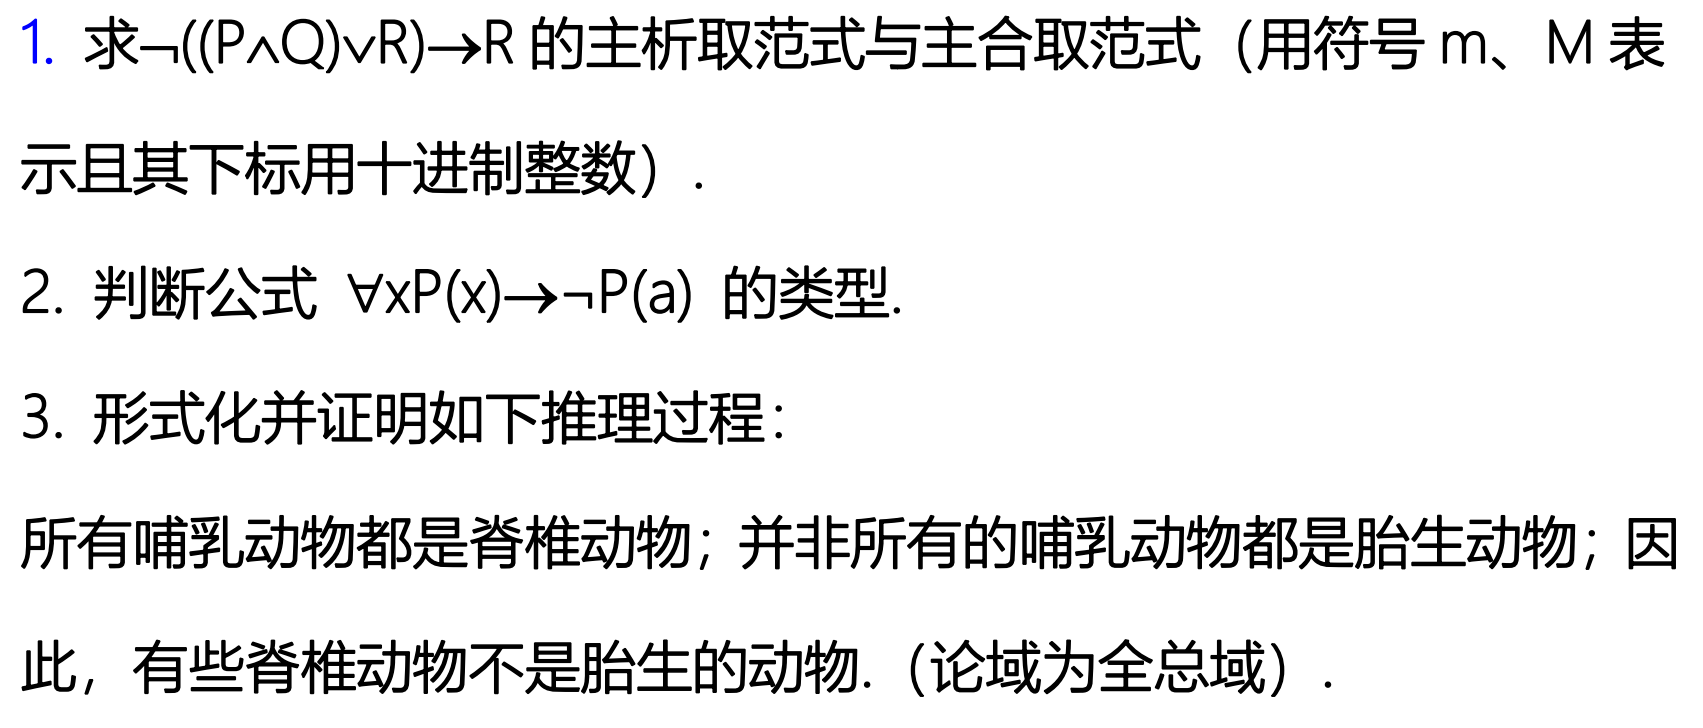 1. 求¬((P∧Q)∨R)→R 的主析取范式与主合取范式（用符号 m、M 表
示且其下标用十进制整数）.
2. 判断公式 ∀xP(x)→¬P(a) 的类型.
3. 形式化并证明如下推理过程：
所有哺乳动物都是脊椎动物；并非所有的哺乳动物都是胎生动物；因
此，有些脊椎动物不是胎生的动物.（论域为全总域）.